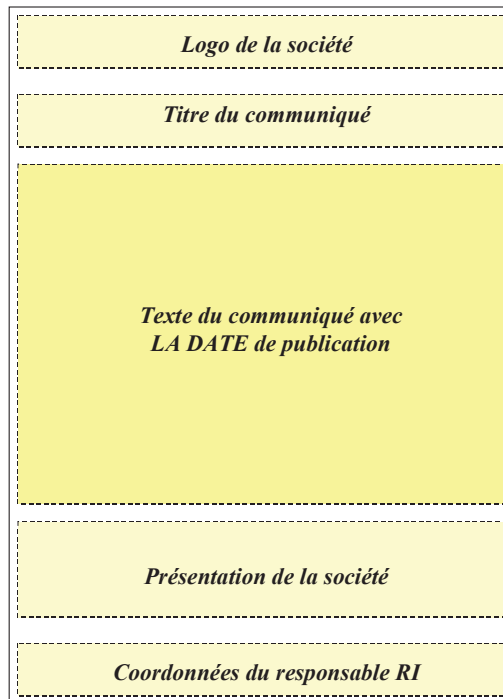 Logo de la société
Titre du communiqué
Texte du communiqué avec
LA DATE de publication
Présentation de la société
Coordonnées du responsable RI